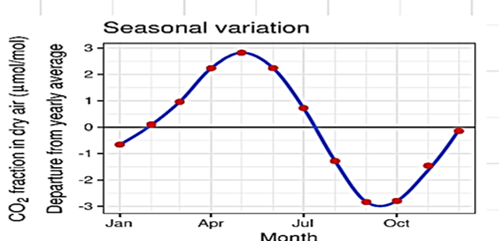 Seasonal variation
CO₂ fraction in dry air (µmol/mol)
Departure from yearly average
3
2
1
0
-1
-2
-3
Jan Apr Jul Oct
Month